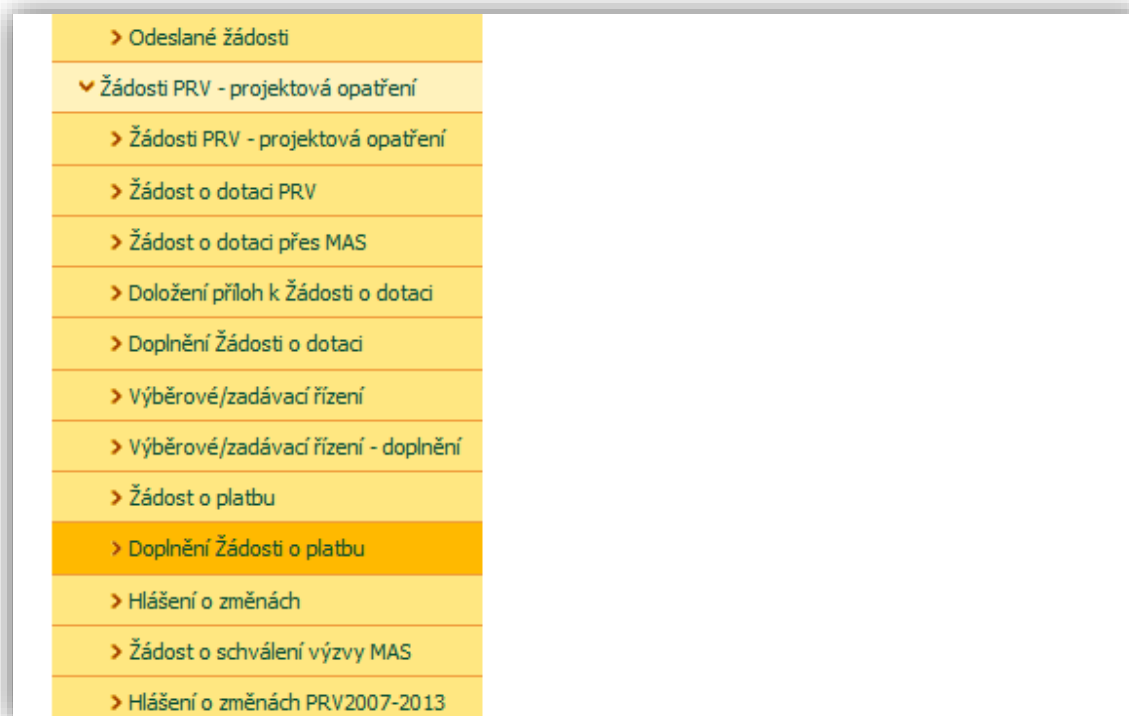 Odeslané žádosti
Žádosti PRV - projektová opatření
Žádosti PRV - projektová opatření
Žádost o dotaci PRV
Žádost o dotaci přes MAS
Doložení příloh k Žádosti o dotaci
Doplnění Žádosti o dotaci
Výběrové/zadávací řízení
Výběrové/zadávací řízení - doplnění
Žádost o platbu
Doplnění Žádosti o platbu
Hlášení o změnách
Žádost o schválení výzvy MAS
Hlášení o změnách PRV2007-2013